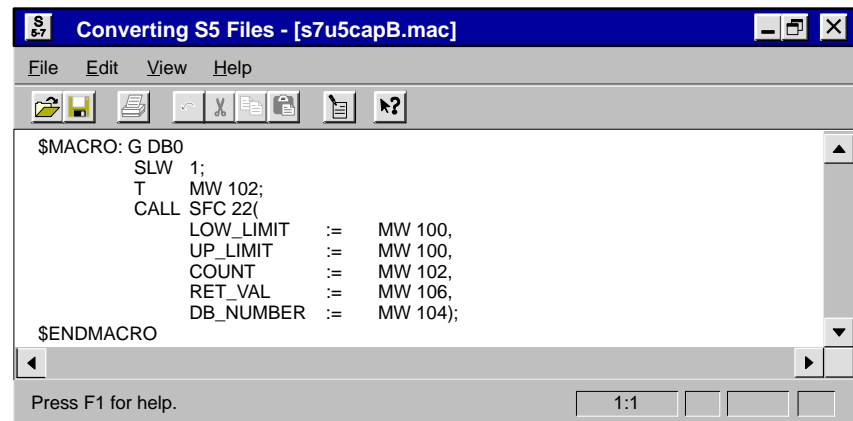 S 5-7 Converting S5 Files - [s7u5capB.mac]
File Edit View Help
?
$MACRO: G DB0
SLW 1;
T MW 102;
CALL SFC 22(
LOW_LIMIT := MW 100,
UP_LIMIT := MW 100,
COUNT := MW 102,
RET_VAL := MW 106,
DB_NUMBER := MW 104);
$ENDMACRO
Press F1 for help. 1:1